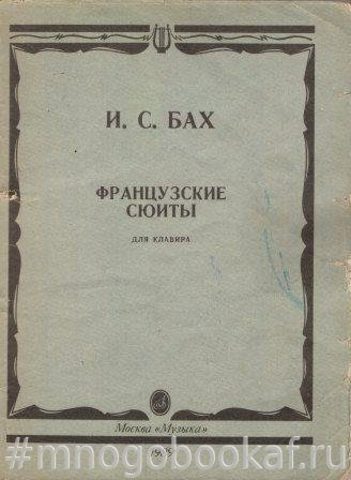 И. С. БАХ
ФРАНЦУЗСКИЕ
СЮИТЫ
ДЛЯ КЛАВИРА
Москва «Музыка»
#mnogobookaf.ru